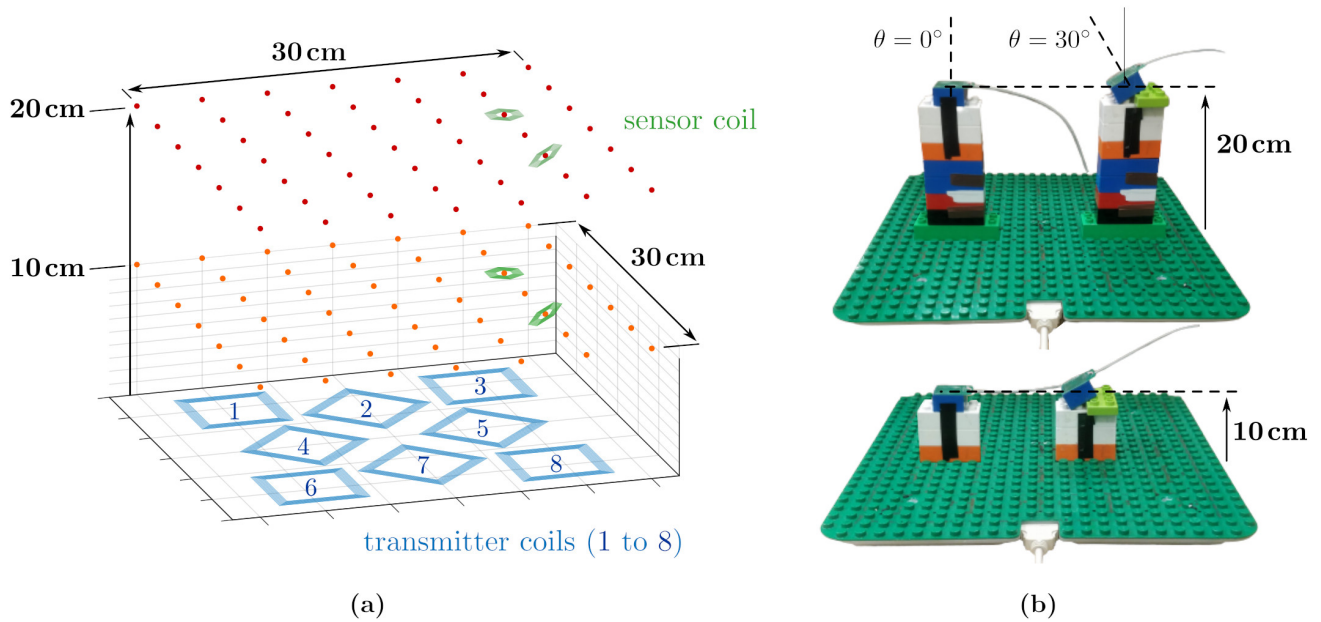 30 cm
20 cm
sensor coil
10 cm
30 cm
1
2
3
4
5
6
7
8
transmitter coils (1 to 8)
(a)
θ = 0°
θ = 30°
20 cm
10 cm
(b)